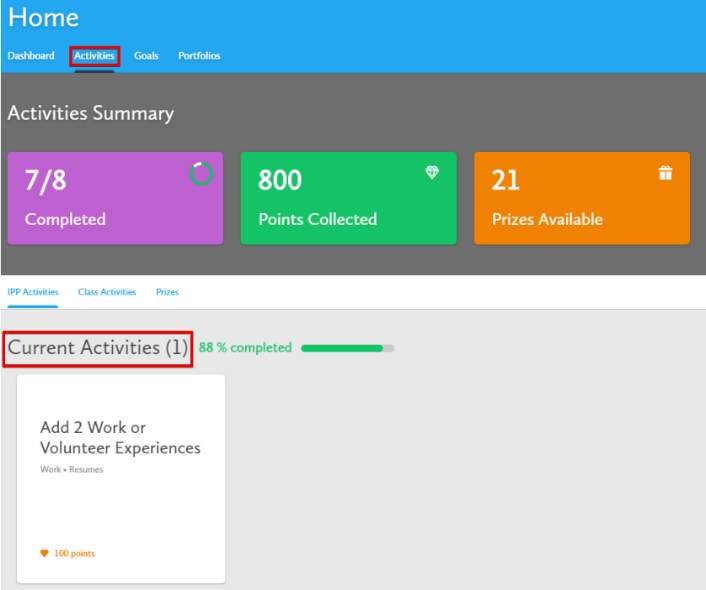 Home
Dashboard Activities Goals Portfolios
Activities Summary
7/8
Completed
800
Points Collected
21
Prizes Available
IPP Activities Class Activities Prizes
Current Activities (1) 88 % completed
Add 2 Work or
Volunteer Experiences
Work • Resumes
100 points